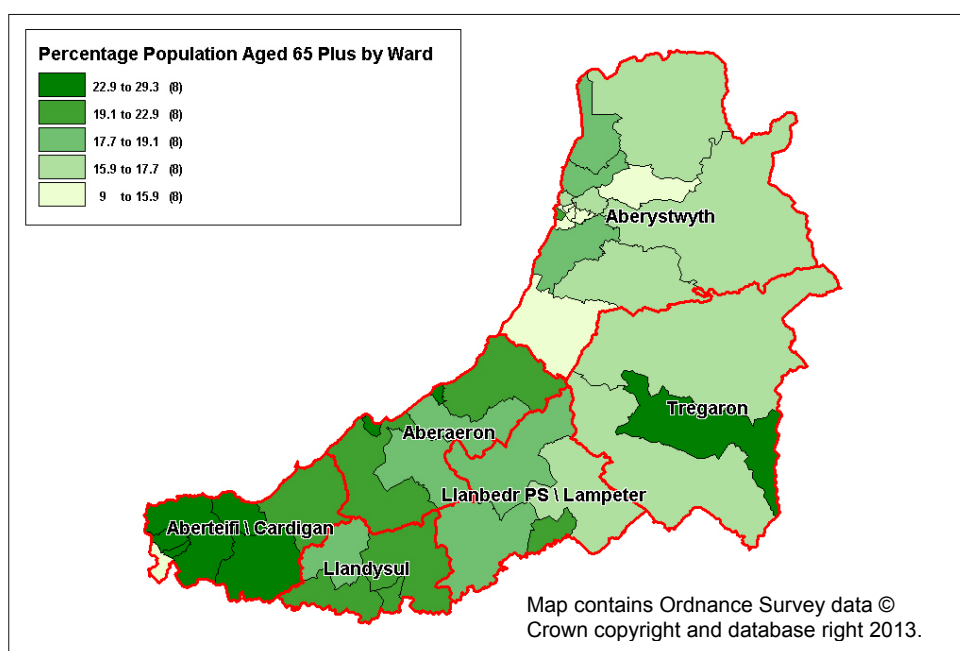 Percentage Population Aged 65 Plus by Ward
22.9 to 29.3 (8)
19.1 to 22.9 (8)
17.7 to 19.1 (8)
15.9 to 17.7 (8)
9 to 15.9 (8)
Aberystwyth
Tregaron
Aberaeron
Llanbedr PS \ Lampeter
Aberteifi \ Cardigan
Llandysul
Map contains Ordnance Survey data ©
Crown copyright and database right 2013.